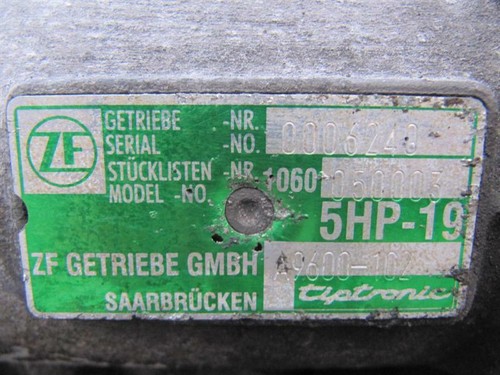 ZF
GETRIEBE -NR.
SERIAL -NO. 0006240
STÜCKLISTEN -NR.
MODEL -NO. 1060 050003
5HP-19
ZF GETRIEBE GMBH A9600-102
SAARBRÜCKEN tiptronic